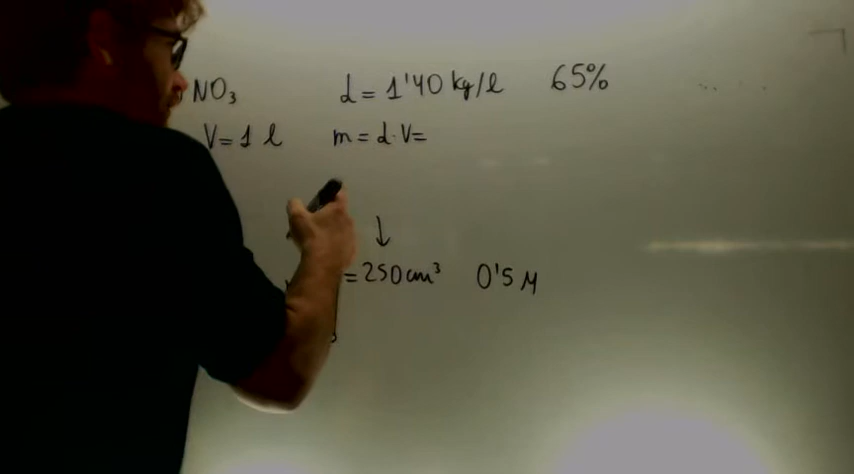 NO₃ d = 1'40 kg/l 65%
V = 1 l m = d·V =
↓
= 250 cm³ 0'5 M